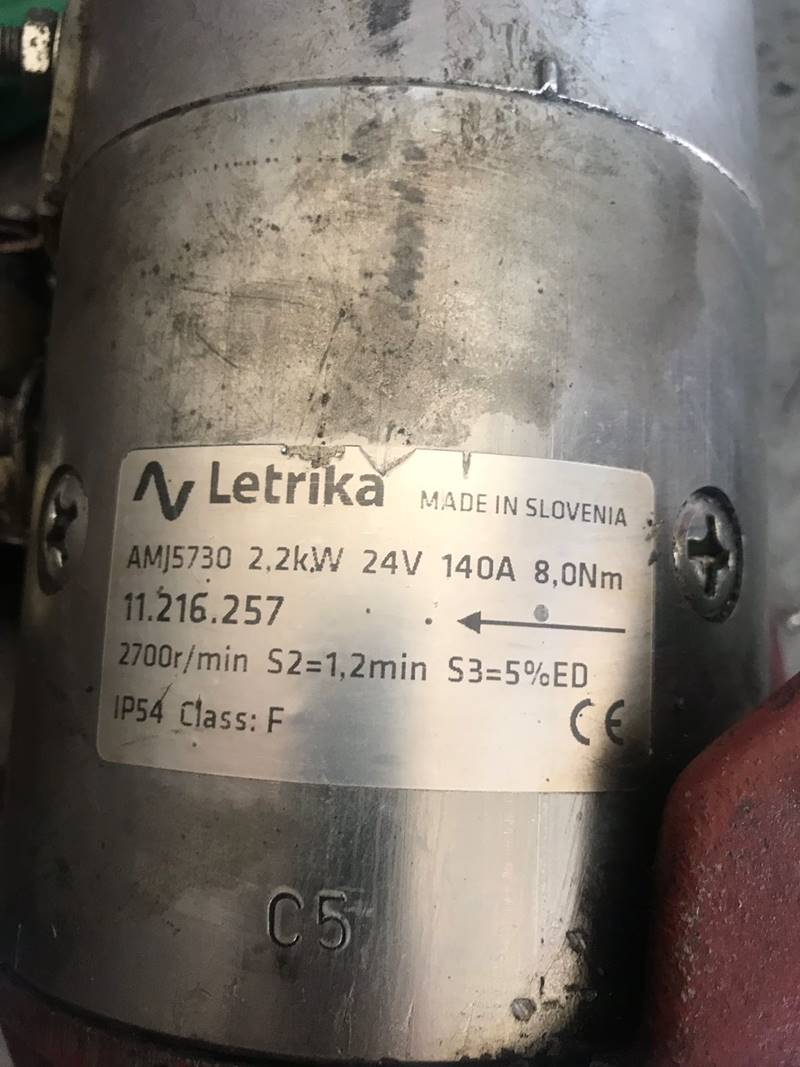 Letrika MADE IN SLOVENIA
AMJ5730 2,2kW 24V 140A 8,0Nm
11.216.257
2700r/min S2=1,2min S3=5%ED
IP54 Class: F CE
C5